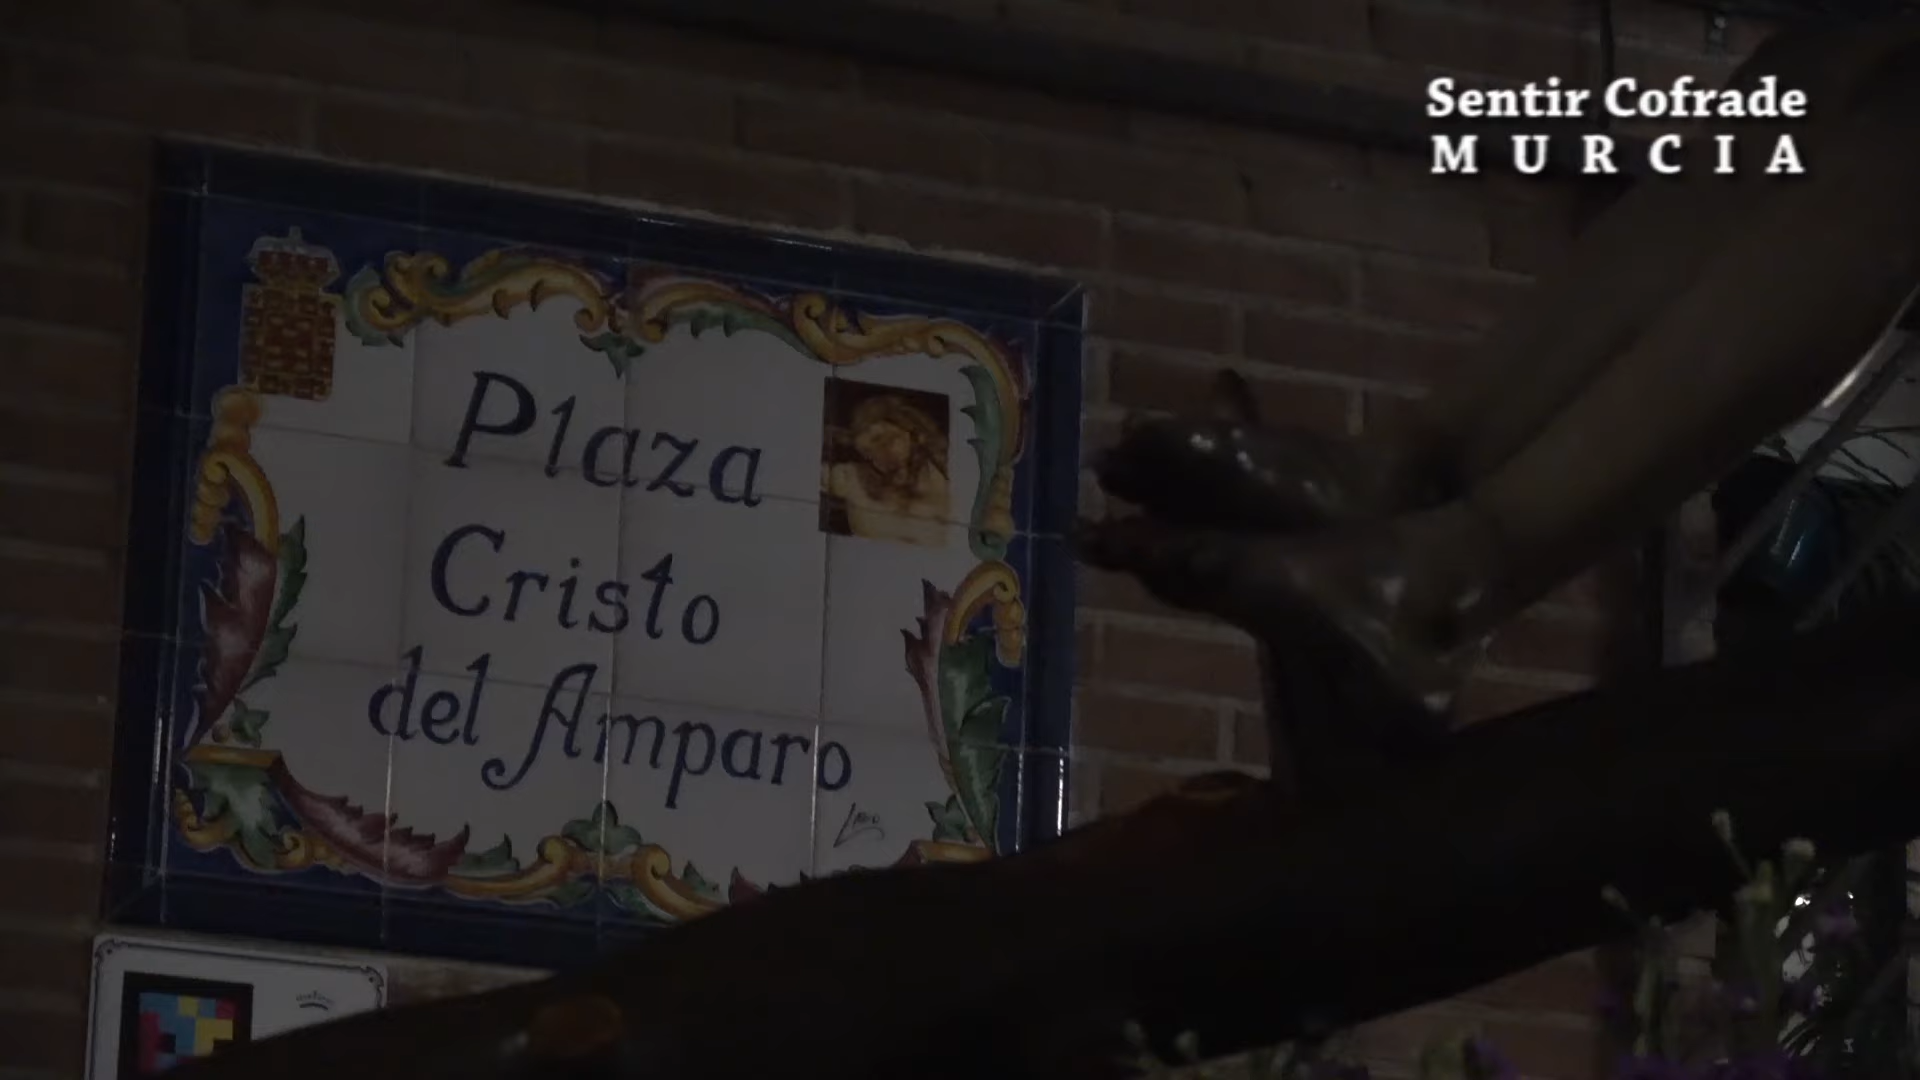 Sentir Cofrade
MURCIA
Plaza
Cristo
del Amparo